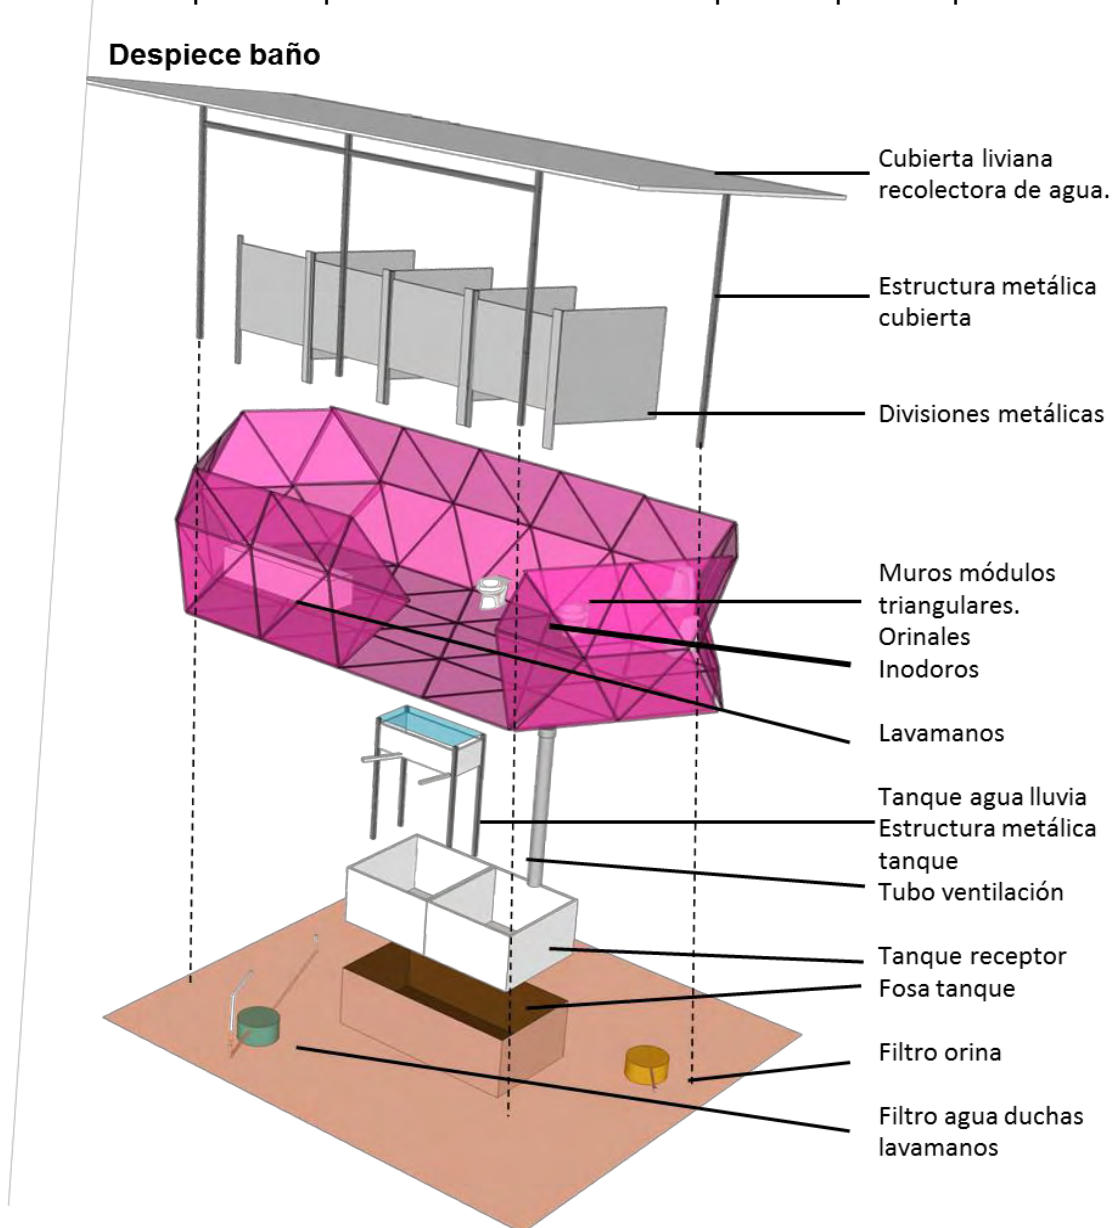 Despiece baño
Cubierta liviana
recolectora de agua.
Estructura metálica
cubierta
Divisiones metálicas
Muros módulos
triangulares.
Orinales
Inodoros
Lavamanos
Tanque agua lluvia
Estructura metálica
tanque
Tubo ventilación
Tanque receptor
Fosa tanque
Filtro orina
Filtro agua duchas
lavamanos